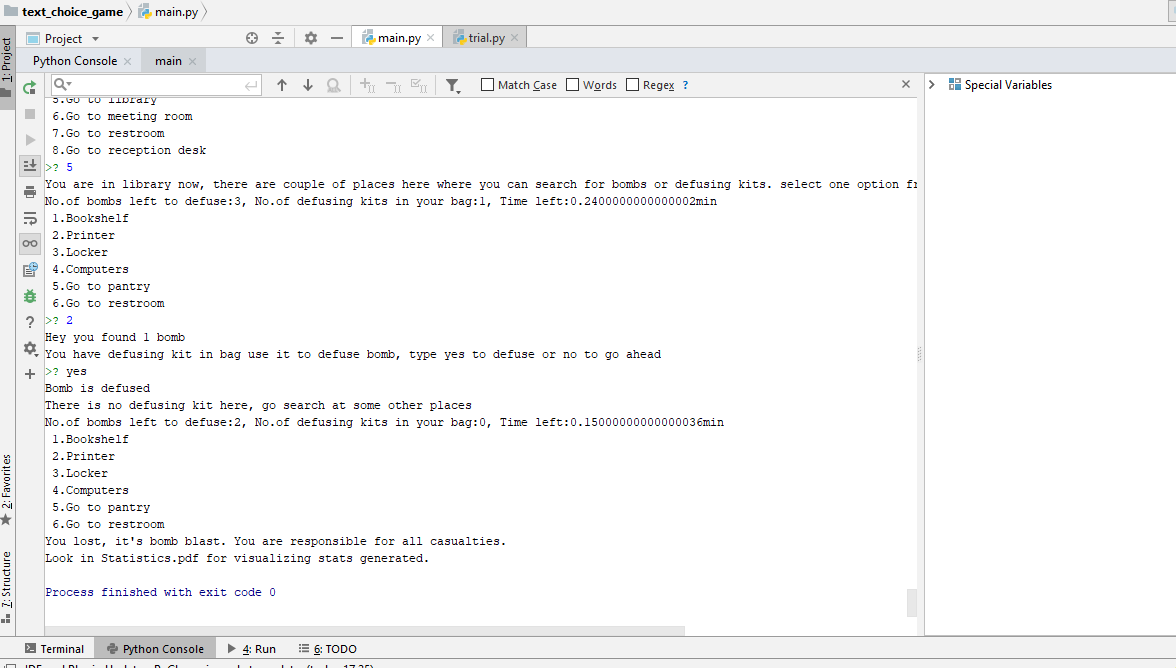 text_choice_game main.py
1: Project
Project
main.py
trial.py
Python Console
main
Match Case
Words
Regex
?
Special Variables
5.Go to library
6.Go to meeting room
7.Go to restroom
8.Go to reception desk
>? 5
You are in library now, there are couple of places here where you can search for bombs or defusing kits. select one option fr
No.of bombs left to defuse:3, No.of defusing kits in your bag:1, Time left:0.2400000000000002min
1.Bookshelf
2.Printer
3.Locker
4.Computers
5.Go to pantry
6.Go to restroom
>? 2
Hey you found 1 bomb
You have defusing kit in bag use it to defuse bomb, type yes to defuse or no to go ahead
>? yes
Bomb is defused
There is no defusing kit here, go search at some other places
No.of bombs left to defuse:2, No.of defusing kits in your bag:0, Time left:0.15000000000000036min
1.Bookshelf
2.Printer
3.Locker
4.Computers
5.Go to pantry
6.Go to restroom
You lost, it's bomb blast. You are responsible for all casualties.
Look in Statistics.pdf for visualizing stats generated.
Process finished with exit code 0
2: Favorites
7: Structure
Terminal
Python Console
4: Run
6: TODO